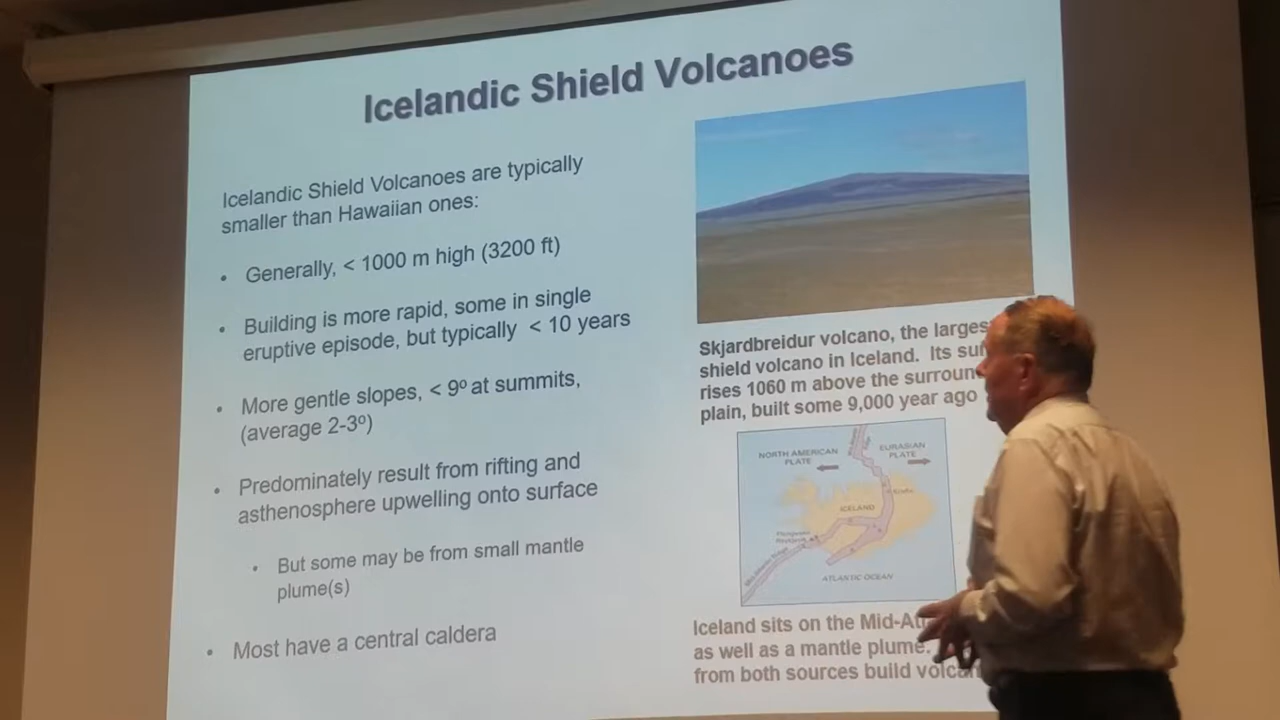 Icelandic Shield Volcanoes
Icelandic Shield Volcanoes are typically
smaller than Hawaiian ones:
• Generally, < 1000 m high (3200 ft)
• Building is more rapid, some in single
eruptive episode, but typically < 10 years
• More gentle slopes, < 9º at summits,
(average 2-3º)
• Predominately result from rifting and
asthenosphere upwelling onto surface
• But some may be from small mantle
plume(s)
• Most have a central caldera
Skjardbreidur volcano, the larges
shield volcano in Iceland. Its
rises 1060 m above the surroun
plain, built some 9,000 year ago
NORTH AMERICAN
PLATE
EURASIAN
PLATE
ICELAND
ATLANTIC OCEAN
Iceland sits on the Mid-At
as well as a mantle plume.
from both sources build volcan